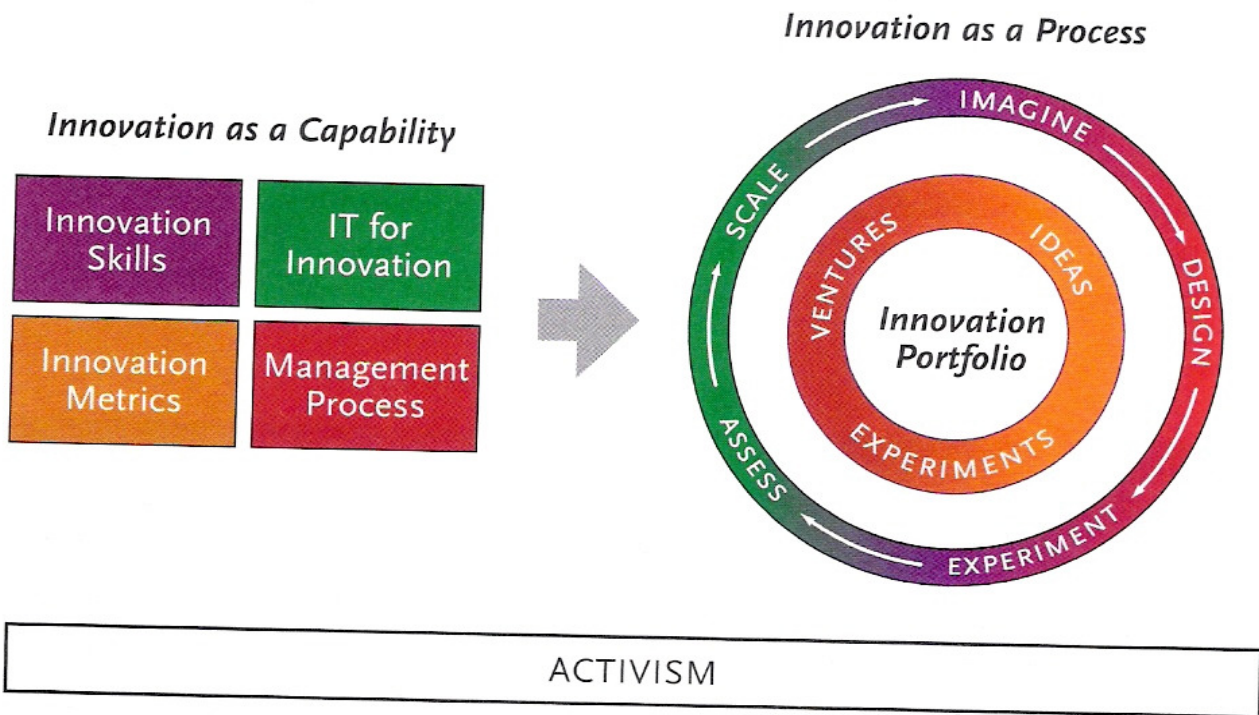 Innovation as a Process
Innovation as a Capability
Innovation
Skills
IT for
Innovation
Innovation
Metrics
Management
Process
IMAGINE
DESIGN
EXPERIMENT
ASSESS
SCALE
IDEAS
EXPERIMENTS
VENTURES
Innovation
Portfolio
ACTIVISM